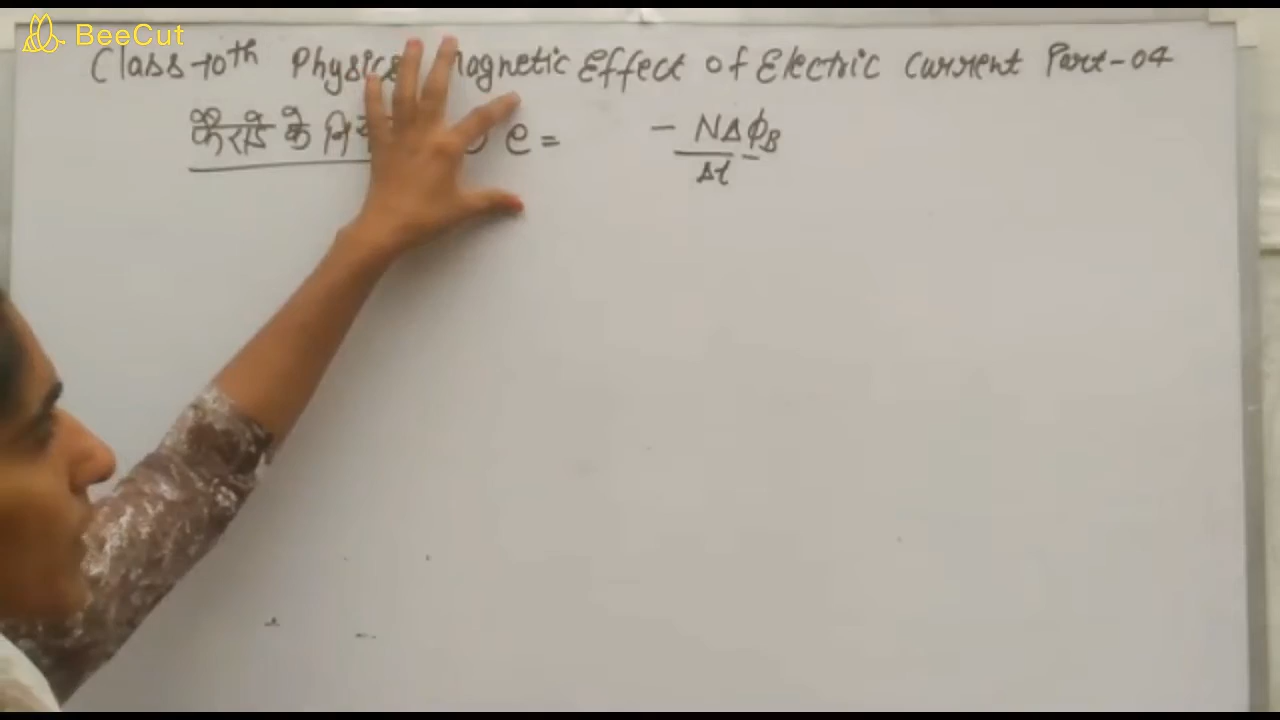 BeeCut
Class-10th Physics Magnetic Effect of Electric Current Part-04
के e = - NΔΦB
Δt